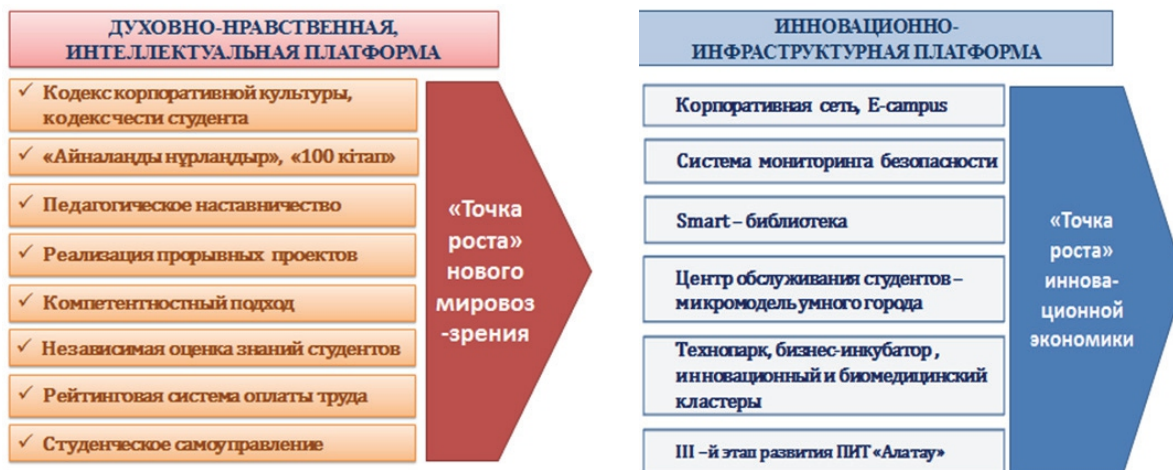 ДУХОВНО-НРАВСТВЕННАЯ,
ИНТЕЛЛЕКТУАЛЬНАЯ ПЛАТФОРМА
✓ Кодекс корпоративной культуры,
кодекс чести студента
✓ «Айналаңды нұрландыр», «100 кітап»
✓ Педагогическое наставничество
✓ Реализация прорывных проектов
✓ Компетентностный подход
✓ Независимая оценка знаний студентов
✓ Рейтинговая система оплаты труда
✓ Студенческое самоуправление
«Точка
роста»
нового
мировоз
-зрения
ИННОВАЦИОННО-
ИНФРАСТРУКТУРНАЯ ПЛАТФОРМА
Корпоративная сеть, E-campus
Система мониторинга безопасности
Smart – библиотека
Центр обслуживания студентов –
микромодель умного города
Технопарк, бизнес-инкубатор ,
инновационный и биомедицинский
кластеры
III –й этап развития ПИТ «Алатау»
«Точка
роста»
иннова-
ционной
экономики